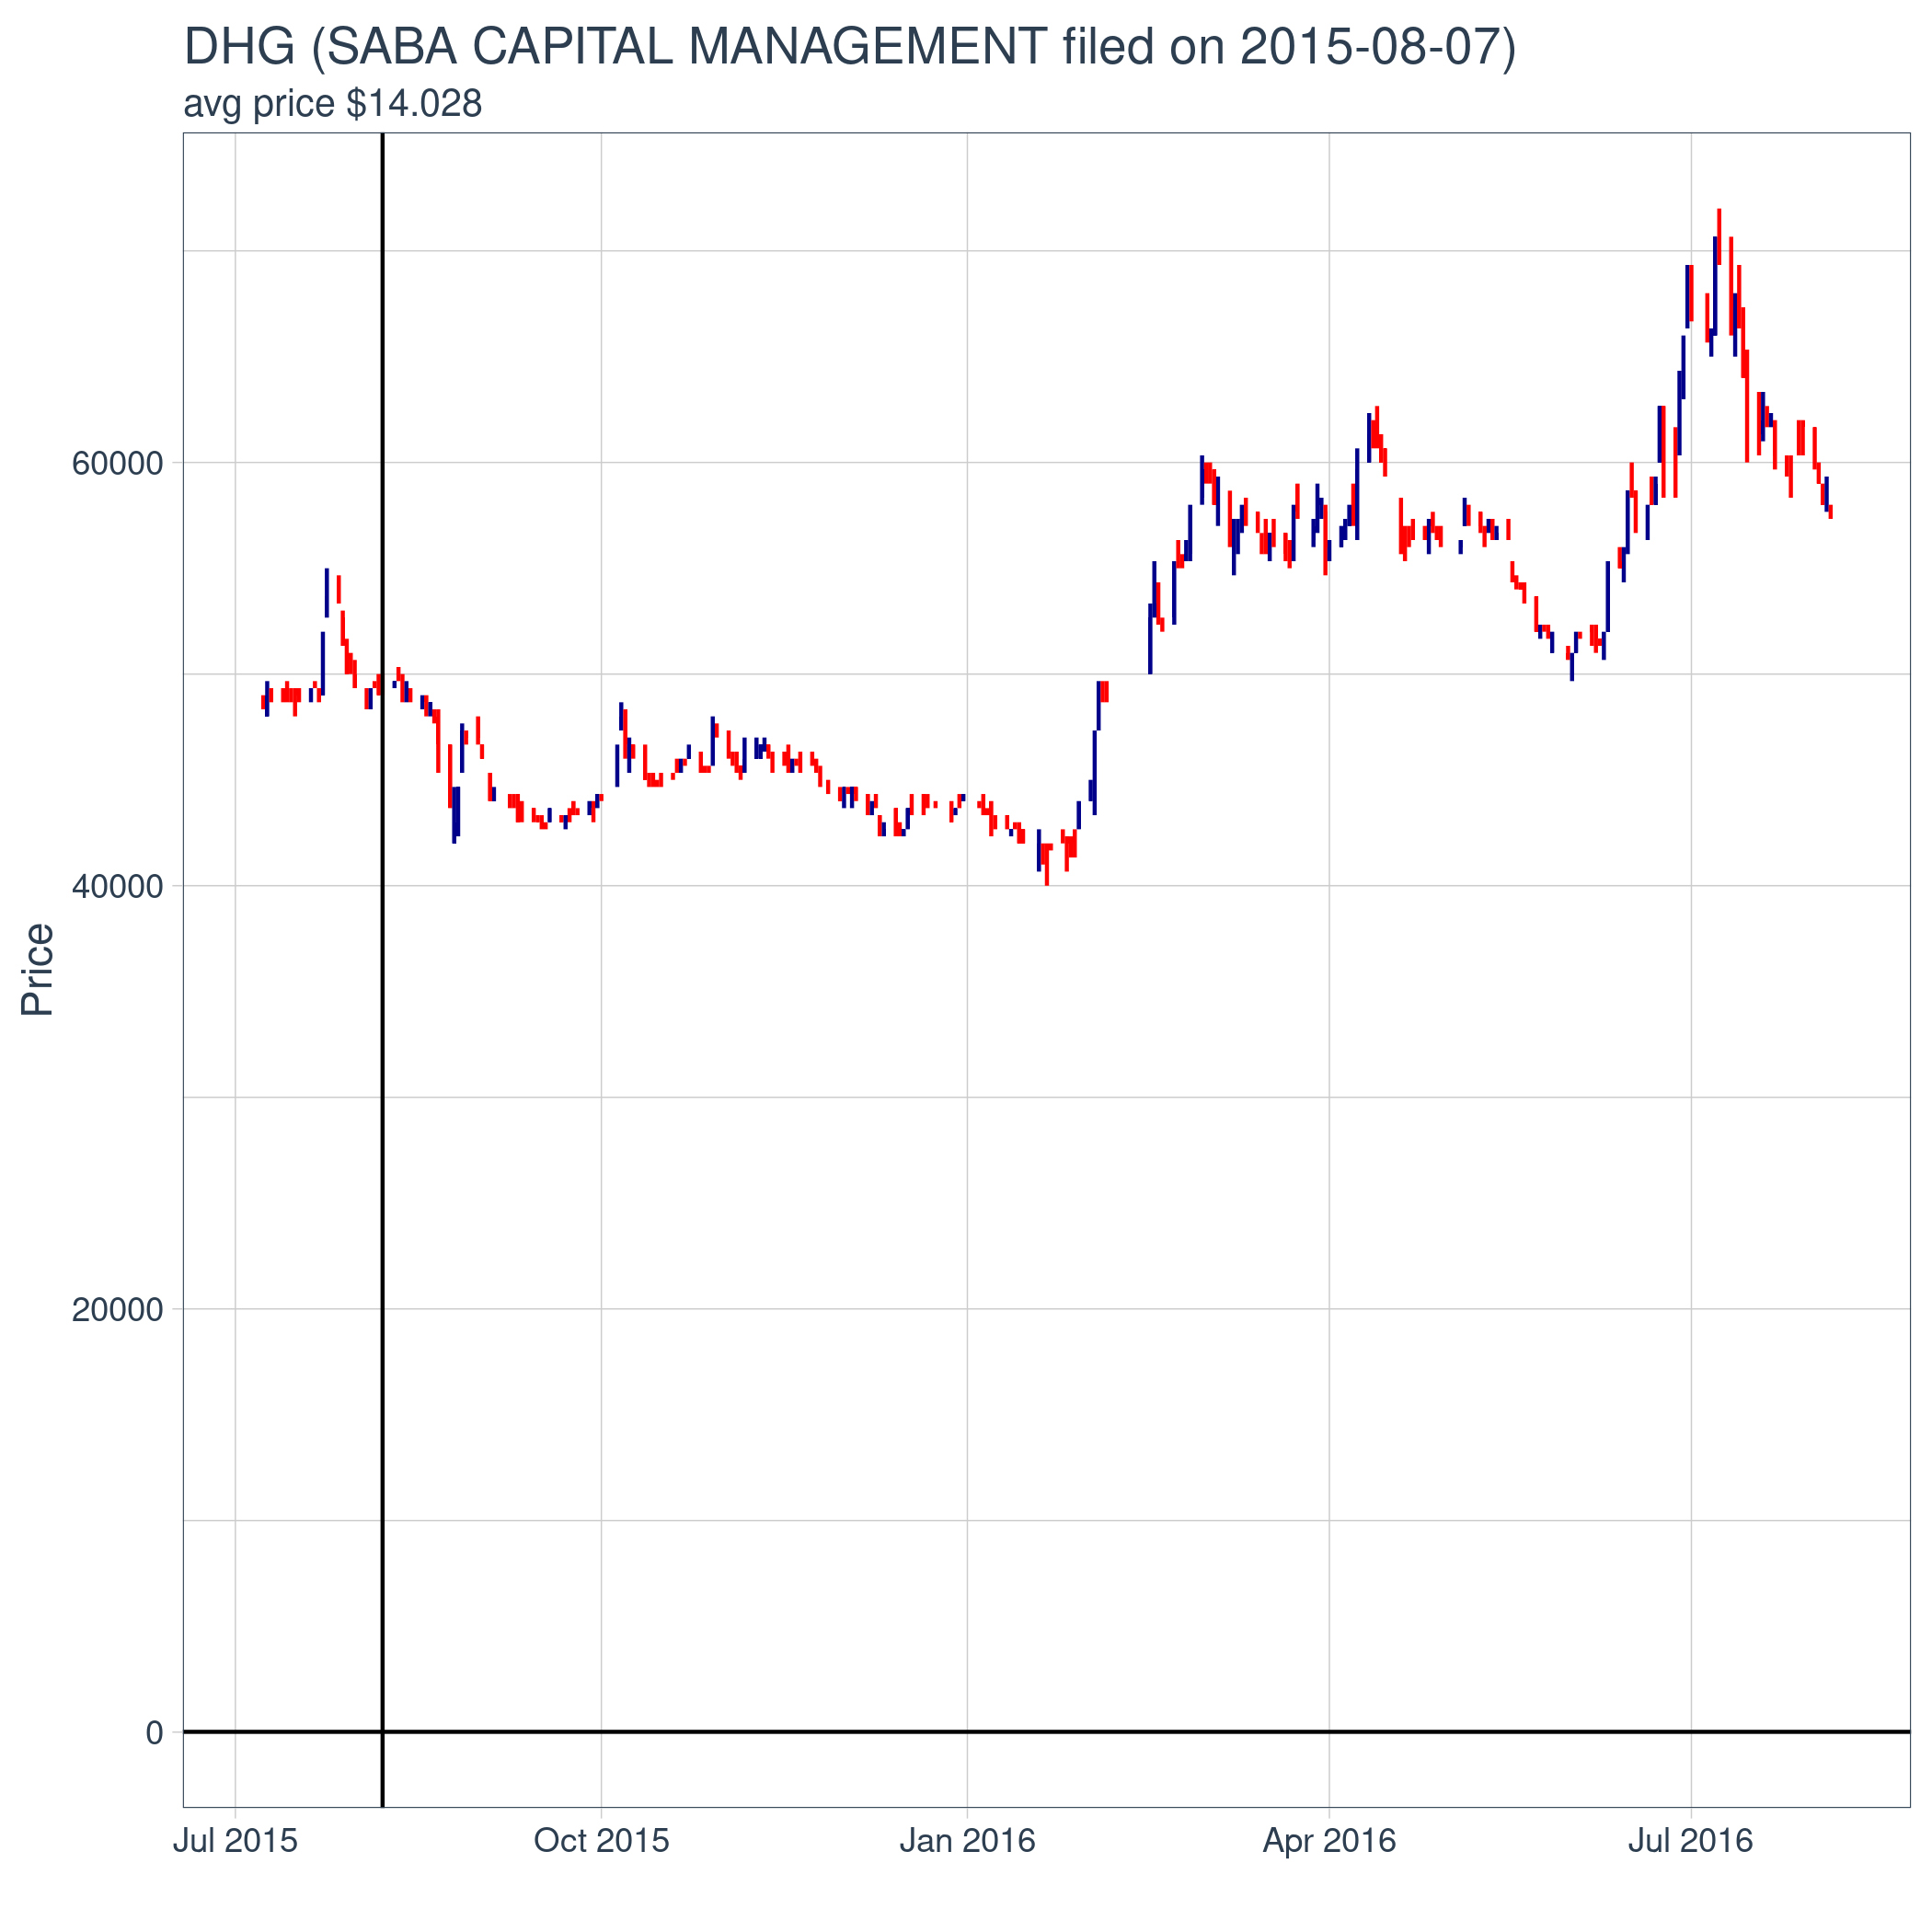 DHG (SABA CAPITAL MANAGEMENT filed on 2015-08-07)
avg price $14.028
Price
60000
40000
20000
0
Jul 2015
Oct 2015
Jan 2016
Apr 2016
Jul 2016